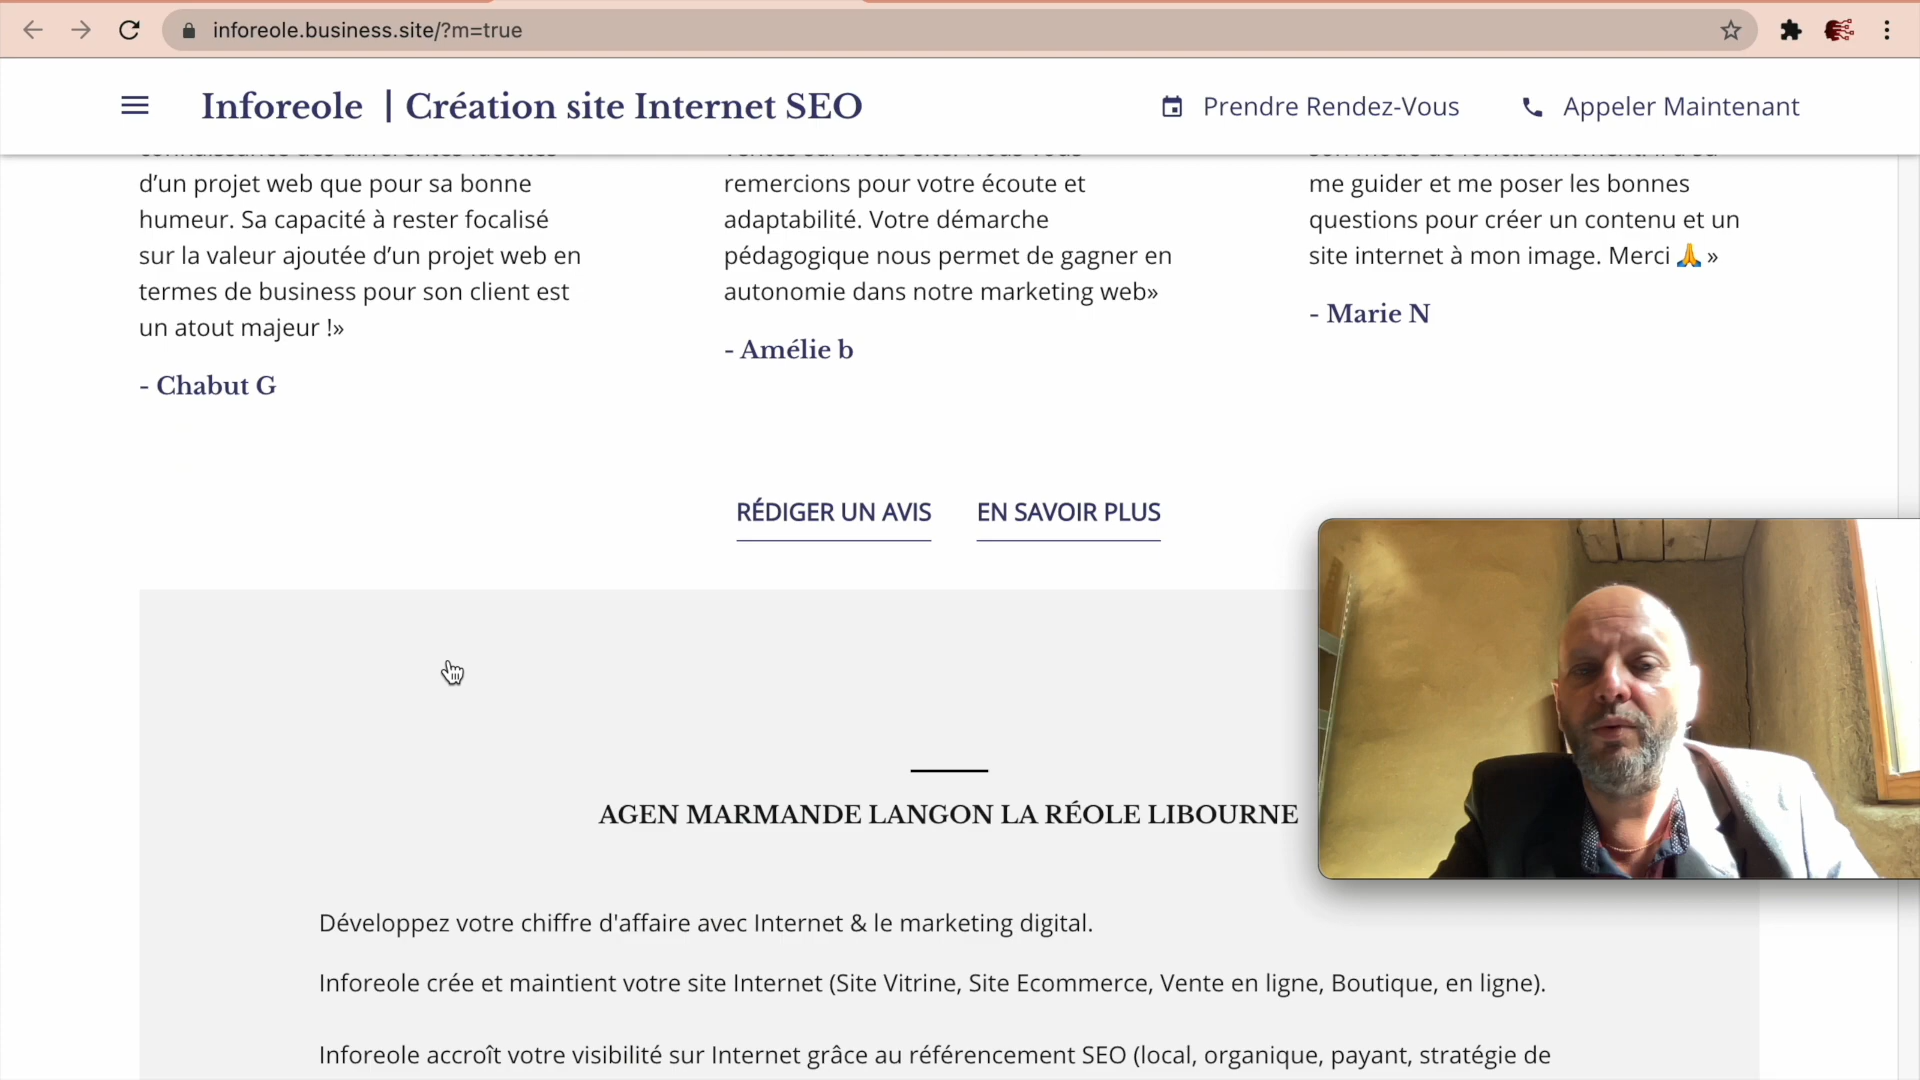 inforeole.business.site/?m=true
Inforeole | Création site Internet SEO
Prendre Rendez-Vous
Appeler Maintenant
d’un projet web que pour sa bonne
humeur. Sa capacité à rester focalisé
sur la valeur ajoutée d’un projet web en
termes de business pour son client est
un atout majeur !»
- Chabut G
remercions pour votre écoute et
adaptabilité. Votre démarche
pédagogique nous permet de gagner en
autonomie dans notre marketing web»
- Amélie b
me guider et me poser les bonnes
questions pour créer un contenu et un
site internet à mon image. Merci 🙏 »
- Marie N
RÉDIGER UN AVIS
EN SAVOIR PLUS
AGEN MARMANDE LANGON LA RÉOLE LIBOURNE
Développez votre chiffre d'affaire avec Internet & le marketing digital.
Inforeole crée et maintient votre site Internet (Site Vitrine, Site Ecommerce, Vente en ligne, Boutique, en ligne).
Inforeole accroît votre visibilité sur Internet grâce au référencement SEO (local, organique, payant, stratégie de